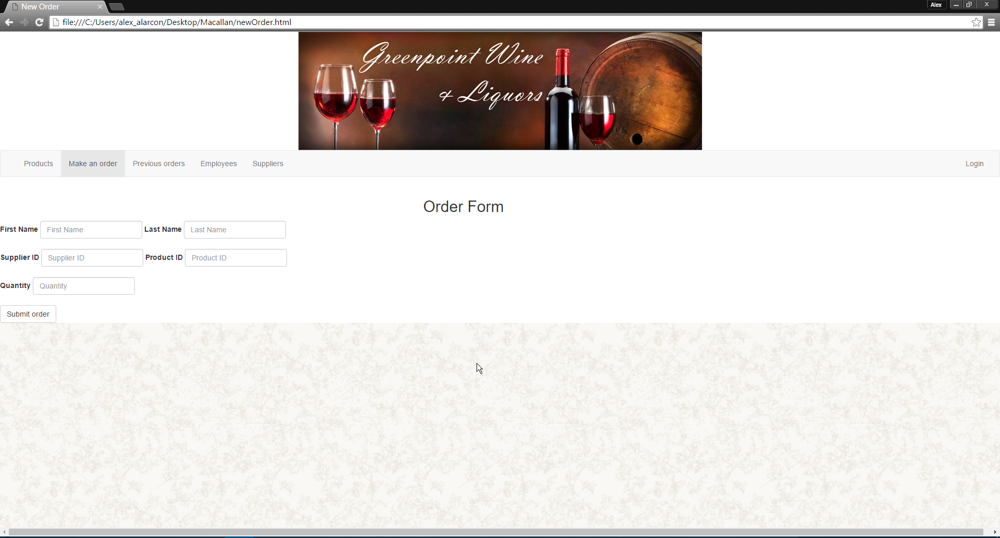 New Order
Alex
file:///C:/Users/alex_alarcon/Desktop/Macallan/newOrder.html
Greenpoint Wine
& Liquors
Products Make an order Previous orders Employees Suppliers Login
Order Form
First Name First Name Last Name Last Name
Supplier ID Supplier ID Product ID Product ID
Quantity Quantity
Submit order